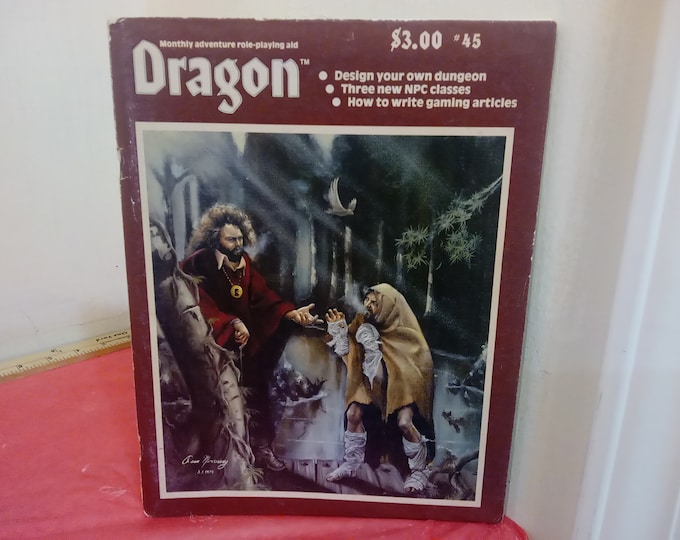 Monthly adventure role-playing aid
$3.00 #45
Dragon™
• Design your own dungeon
• Three new NPC classes
• How to write gaming articles